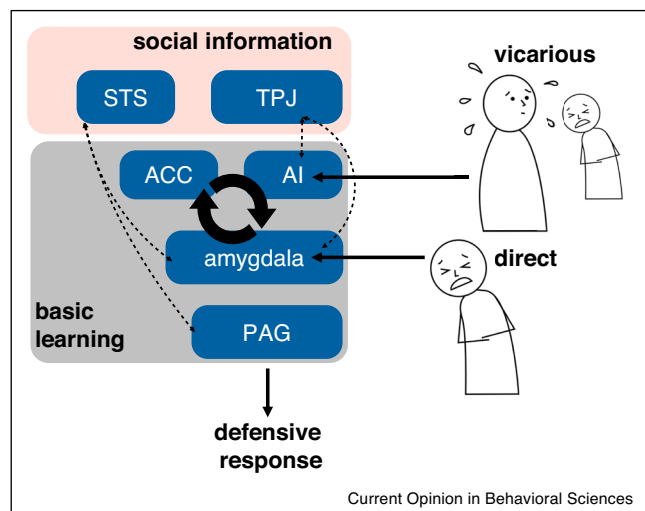 social information
vicarious
STS
TPJ
ACC
AI
amygdala
direct
basic
learning
PAG
defensive
response
Current Opinion in Behavioral Sciences